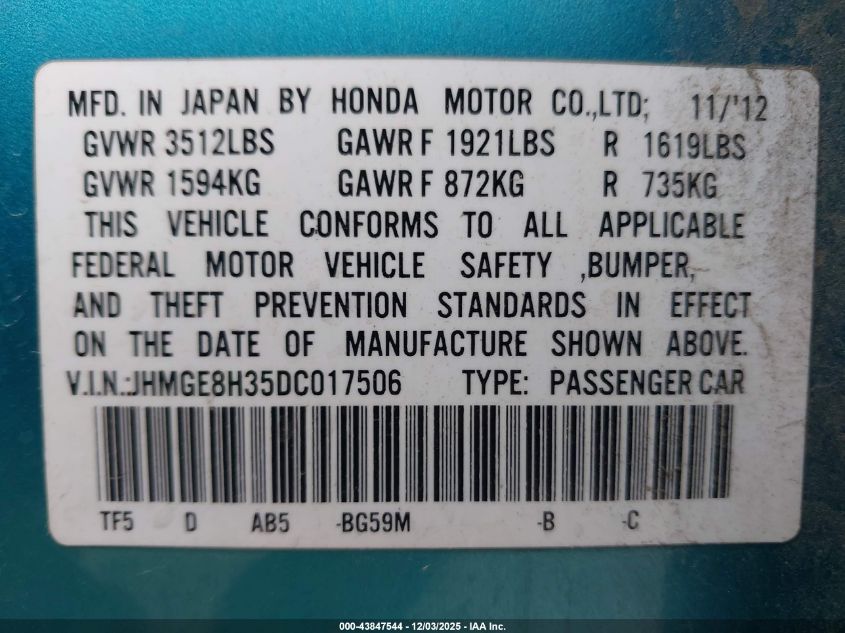 MFD. IN JAPAN BY HONDA MOTOR CO.,LTD; 11/'12
GVWR 3512LBS GAWR F 1921LBS R 1619LBS
GVWR 1594KG GAWR F 872KG R 735KG
THIS VEHICLE CONFORMS TO ALL APPLICABLE
FEDERAL MOTOR VEHICLE SAFETY ,BUMPER,
AND THEFT PREVENTION STANDARDS IN EFFECT
ON THE DATE OF MANUFACTURE SHOWN ABOVE.
V.I.N.:JHMGE8H35DC017506 TYPE: PASSENGER CAR
TF5 D AB5 -BG59M -B -C
000-43847544 - 12/03/2025 - IAA Inc.